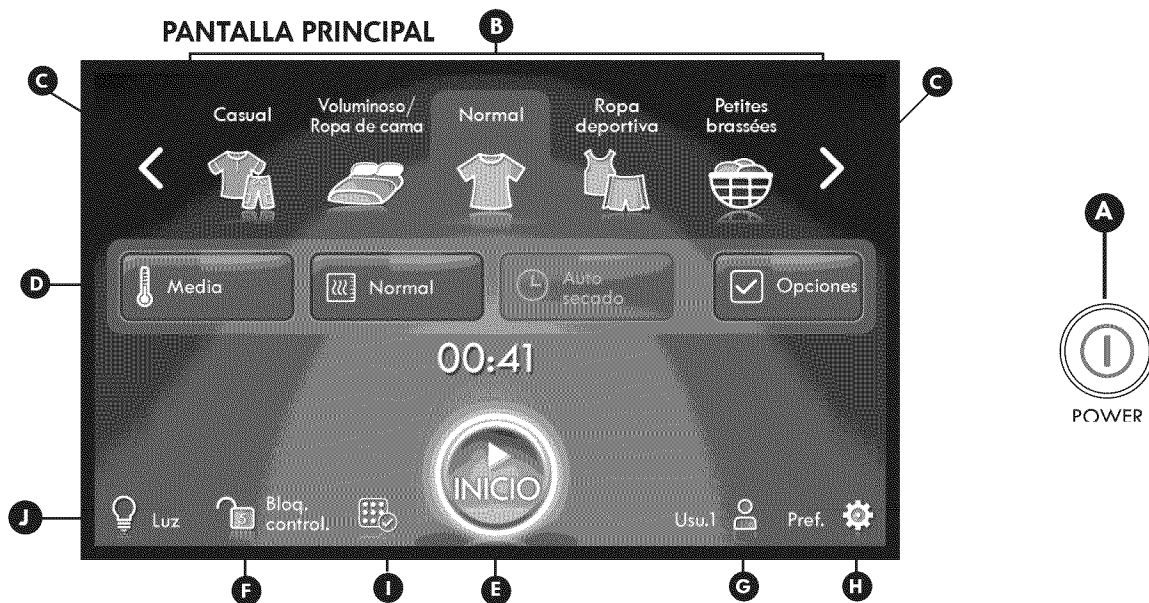 PANTALLA PRINCIPAL
B
C
C
Casual
Voluminoso/
Ropa de cama
Normal
Ropa
deportiva
Petites
brassées
A
D
Media
Normal
Auto
secado
Opciones
00:41
POWER
INICIO
J
Luz
Bloq.
control.
Usu.1
Pref.
F
I
E
G
H